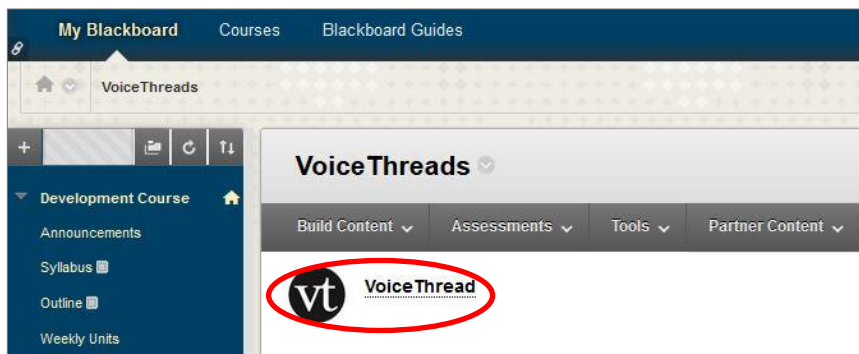 My Blackboard Courses Blackboard Guides
VoiceThreads
VoiceThreads
Development Course
Build Content Assessments Tools Partner Content
Announcements
Syllabus
vt VoiceThread
Outline
Weekly Units